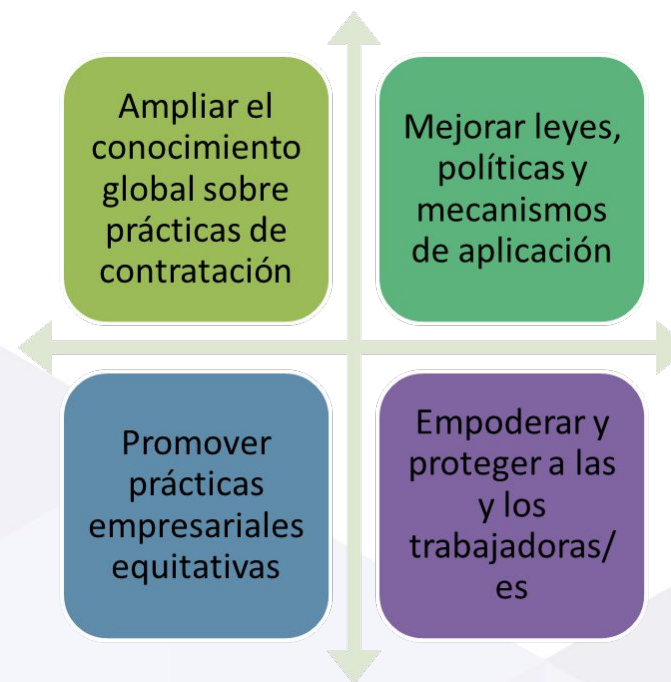 Ampliar el
conocimiento
global sobre
prácticas de
contratación
Mejorar leyes,
políticas y
mecanismos
de aplicación
Promover
prácticas
empresariales
equitativas
Empoderar y
proteger a las
y los
trabajadoras/
es